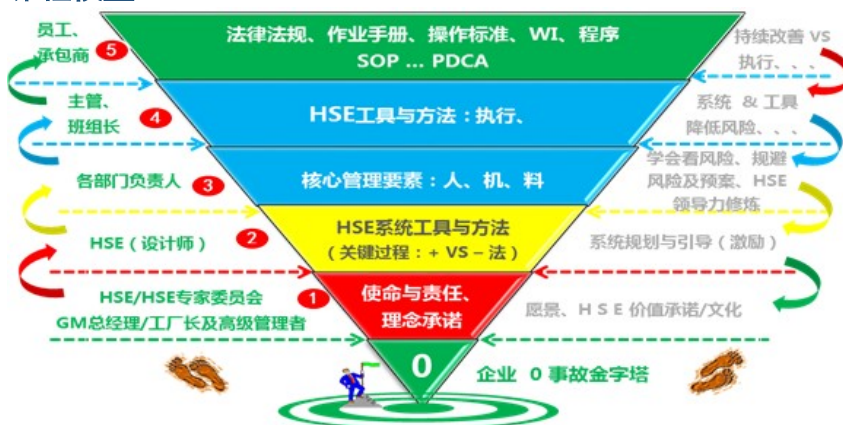 员工、
承包商
5
法律法规、作业手册、操作标准、WI、程序
SOP ... PDCA
持续改善 VS
执行、、、
主管、
班组长
4
HSE工具与方法：执行、
系统 & 工具
降低风险、、、
各部门负责人
3
核心管理要素：人、机、料
学会看风险、规避
风险及预案、HSE
领导力修炼
HSE（设计师）
2
HSE系统工具与方法
（关键过程：+ VS – 法）
系统规划与引导（激励）
HSE/HSE专家委员会
GM总经理/工厂长及高级管理者
1
使命与责任、
理念承诺
愿景、H S E 价值承诺/文化
0
企业 0 事故金字塔